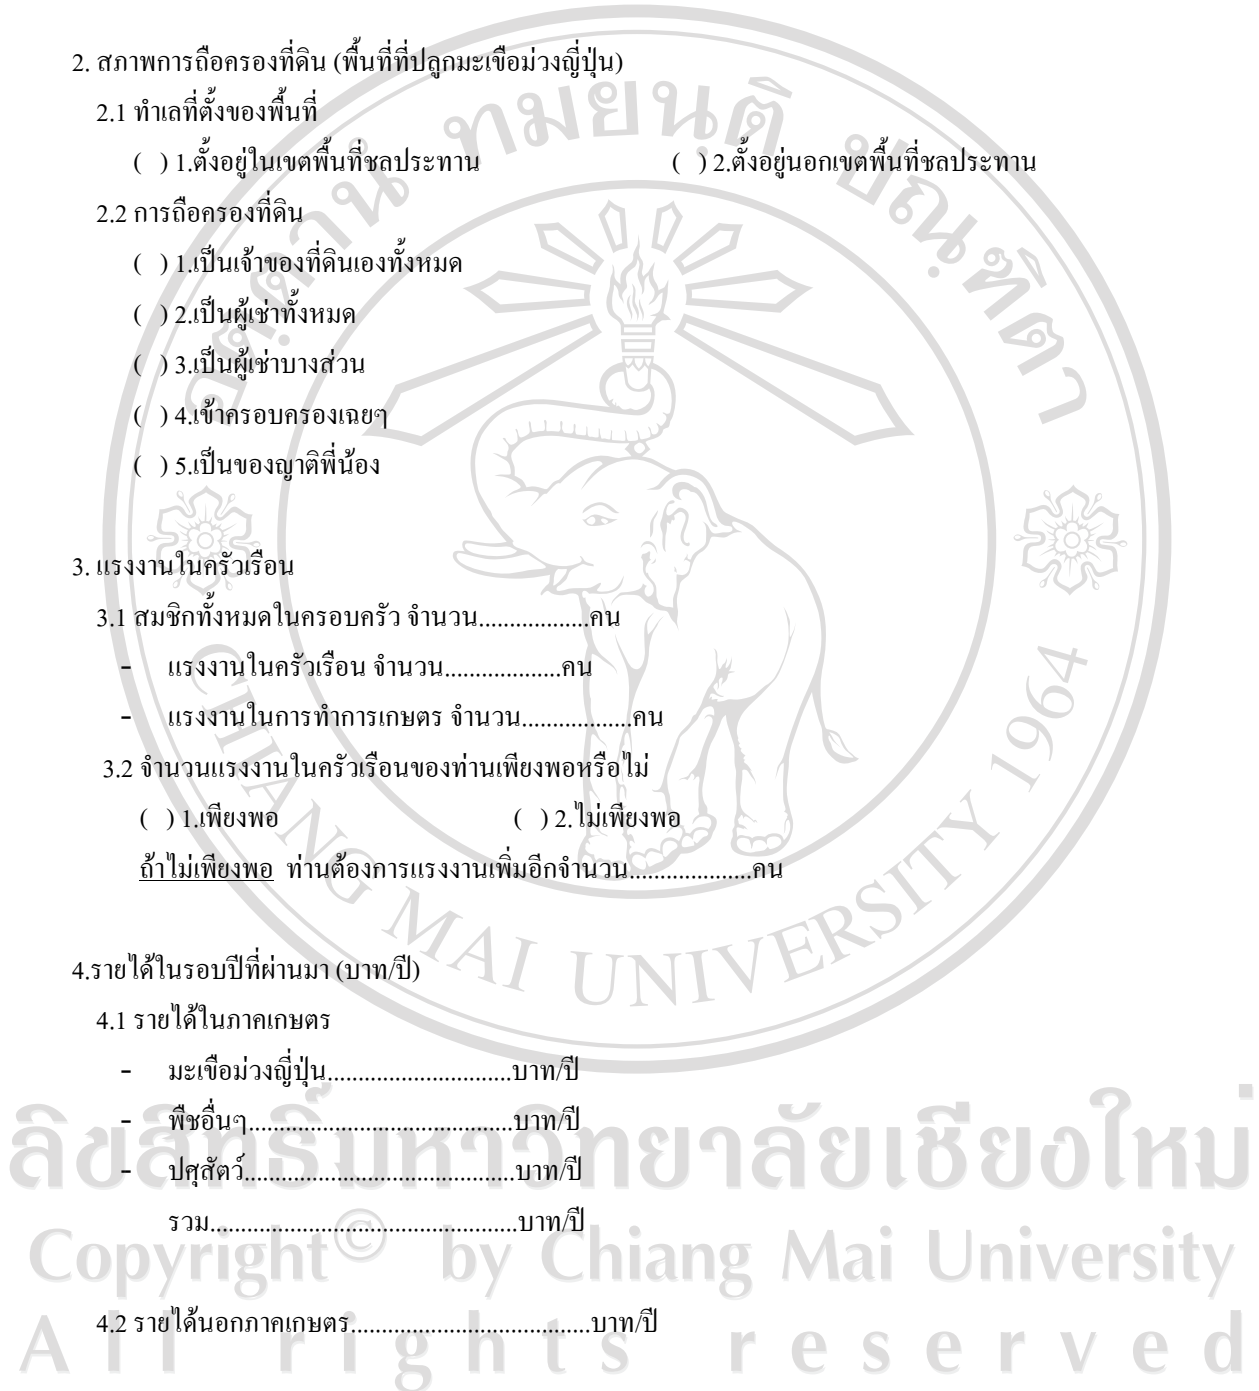 2. สภาพการถือครองที่ดิน (พื้นที่ที่ปลูกมะเขือม่วงญี่ปุ่น)
2.1 ทำเลที่ตั้งของพื้นที่
( ) 1.ตั้งอยู่ในเขตพื้นที่ชลประทาน ( ) 2.ตั้งอยู่นอกเขตพื้นที่ชลประทาน
2.2 การถือครองที่ดิน
( ) 1.เป็นเจ้าของที่ดินเองทั้งหมด
( ) 2.เป็นผู้เช่าทั้งหมด
( ) 3.เป็นผู้เช่าบางส่วน
( ) 4.เข้าครอบครองเฉยๆ
( ) 5.เป็นของญาติพี่น้อง
3. แรงงานในครัวเรือน
3.1 สมชิกทั้งหมดในครอบครัว จำนวน..................คน
- แรงงานในครัวเรือน จำนวน...................คน
- แรงงานในการทำการเกษตร จำนวน..................คน
3.2 จำนวนแรงงานในครัวเรือนของท่านเพียงพอหรือไม่
( ) 1.เพียงพอ ( ) 2.ไม่เพียงพอ
ถ้าไม่เพียงพอ ท่านต้องการแรงงานเพิ่มอีกจำนวน....................คน
4.รายได้ในรอบปีที่ผ่านมา (บาท/ปี)
4.1 รายได้ในภาคเกษตร
- มะเขือม่วงญี่ปุ่น..............................บาท/ปี
- พืชอื่นๆ...........................................บาท/ปี
- ปศุสัตว์............................................บาท/ปี
รวม..................................................บาท/ปี
4.2 รายได้นอกภาคเกษตร.......................................บาท/ปี
อตฺตานํ ทมยนฺติ ปณฺฑิตา
CHIANG MAI UNIVERSITY 1964
ลิขสิทธิ์มหาวิทยาลัยเชียงใหม่
Copyright© by Chiang Mai University
All rights reserved